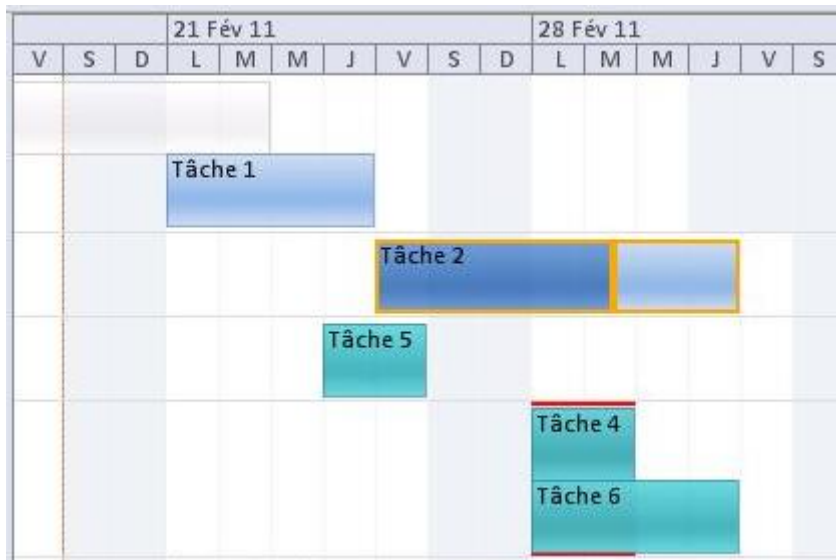 21 Fév 11 28 Fév 11
V S D L M M J V S D L M M J V S
Tâche 1
Tâche 2
Tâche 5
Tâche 4
Tâche 6